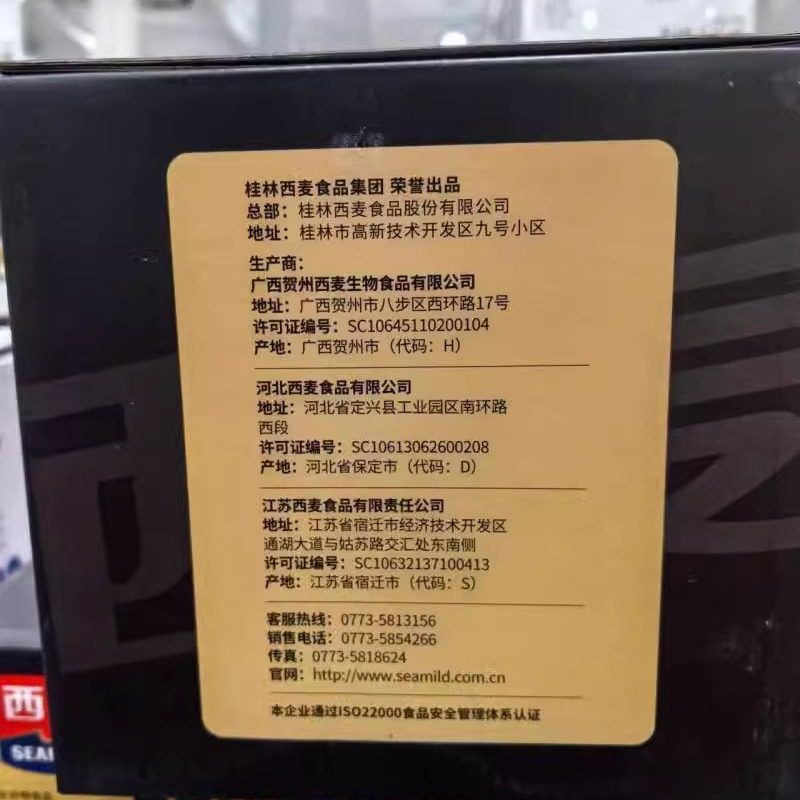 桂林西麦食品集团 荣誉出品
总部：桂林西麦食品股份有限公司
地址：桂林市高新技术开发区九号小区
生产商：
广西贺州西麦生物食品有限公司
地址：广西贺州市八步区西环路17号
许可证编号：SC10645110200104
产地：广西贺州市（代码：H）
河北西麦食品有限公司
地址：河北省定兴县工业园区南环路
西段
许可证编号：SC10613062600208
产地：河北省保定市（代码：D）
江苏西麦食品有限责任公司
地址：江苏省宿迁市经济技术开发区
通湖大道与姑苏路交汇处东南侧
许可证编号：SC10632137100413
产地：江苏省宿迁市（代码：S）
客服热线：0773-5813156
销售电话：0773-5854266
传真：0773-5818624
官网：http://www.seamild.com.cn
本企业通过ISO22000食品安全管理体系认证
西
SEAM